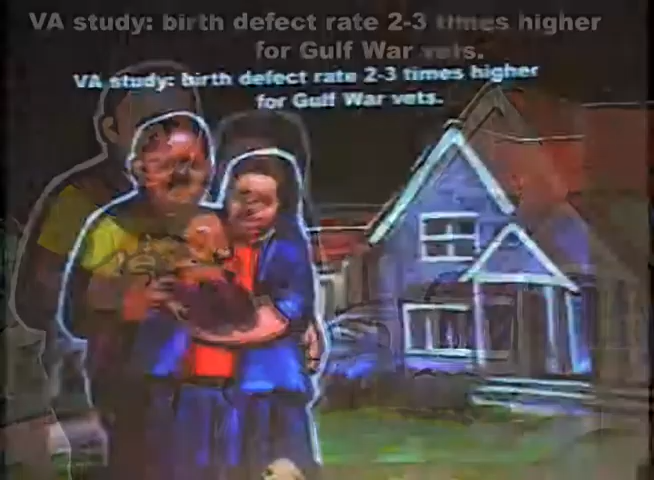 VA study: birth defect rate 2-3 times higher
for Gulf War vets.
VA study: birth defect rate 2-3 times higher
for Gulf War vets.